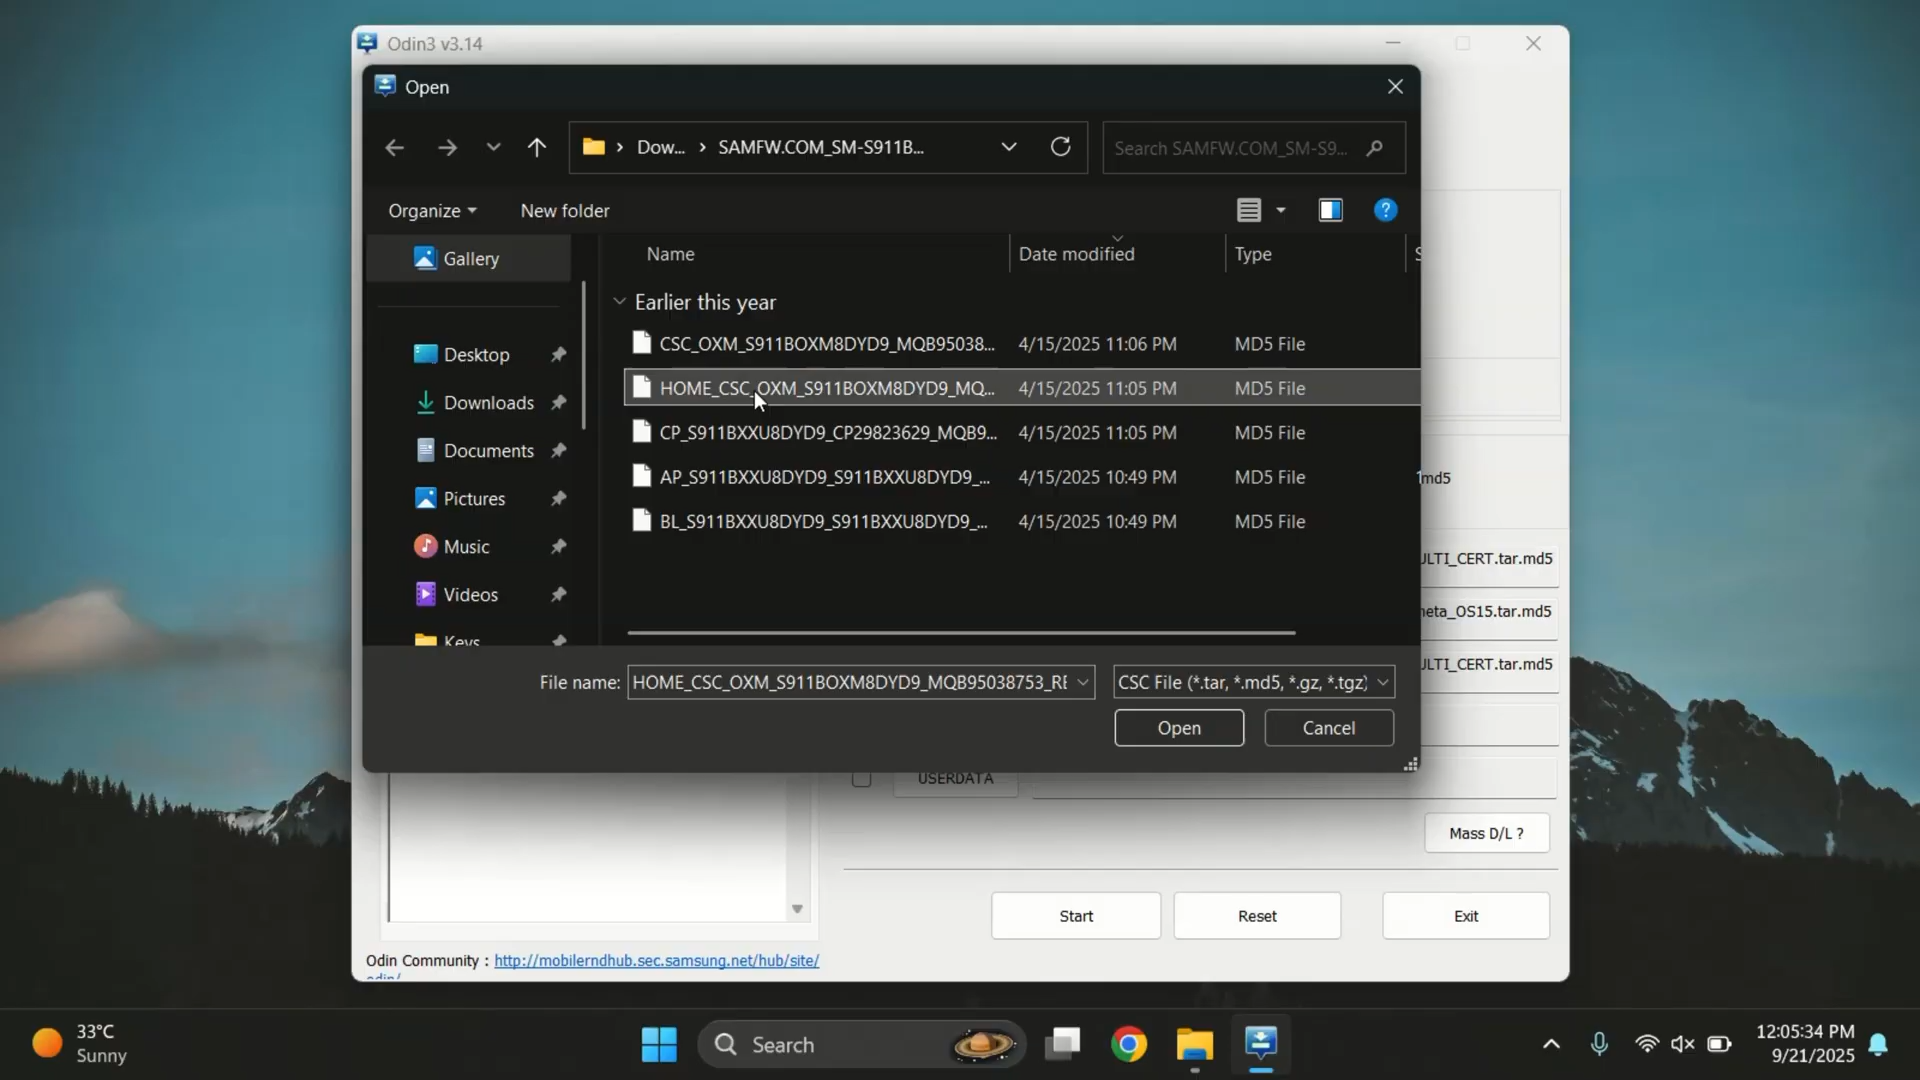 Odin3 v3.14
Open
Dow... › SAMFW.COM_SM-S911B...
Search SAMFW.COM_SM-S9...
Organize
New folder
Name
Date modified
Type
Gallery
Desktop
Downloads
Documents
Pictures
Music
Videos
Keys
Earlier this year
CSC_OXM_S911BOXM8DYD9_MQB95038... 4/15/2025 11:06 PM MD5 File
HOME_CSC_OXM_S911BOXM8DYD9_MQ... 4/15/2025 11:05 PM MD5 File
CP_S911BXXU8DYD9_CP29823629_MQB9... 4/15/2025 11:05 PM MD5 File
AP_S911BXXU8DYD9_S911BXXU8DYD9_... 4/15/2025 10:49 PM MD5 File
BL_S911BXXU8DYD9_S911BXXU8DYD9_... 4/15/2025 10:49 PM MD5 File
File name: HOME_CSC_OXM_S911BOXM8DYD9_MQB95038753_RE
CSC File (*.tar, *.md5, *.gz, *.tgz)
Open
Cancel
md5
LTI_CERT.tar.md5
eta_OS15.tar.md5
LTI_CERT.tar.md5
USERDATA
Mass D/L ?
Start
Reset
Exit
Odin Community : http://mobilerndhub.sec.samsung.net/hub/site/
odin/
33°C
Sunny
Search
12:05:34 PM
9/21/2025